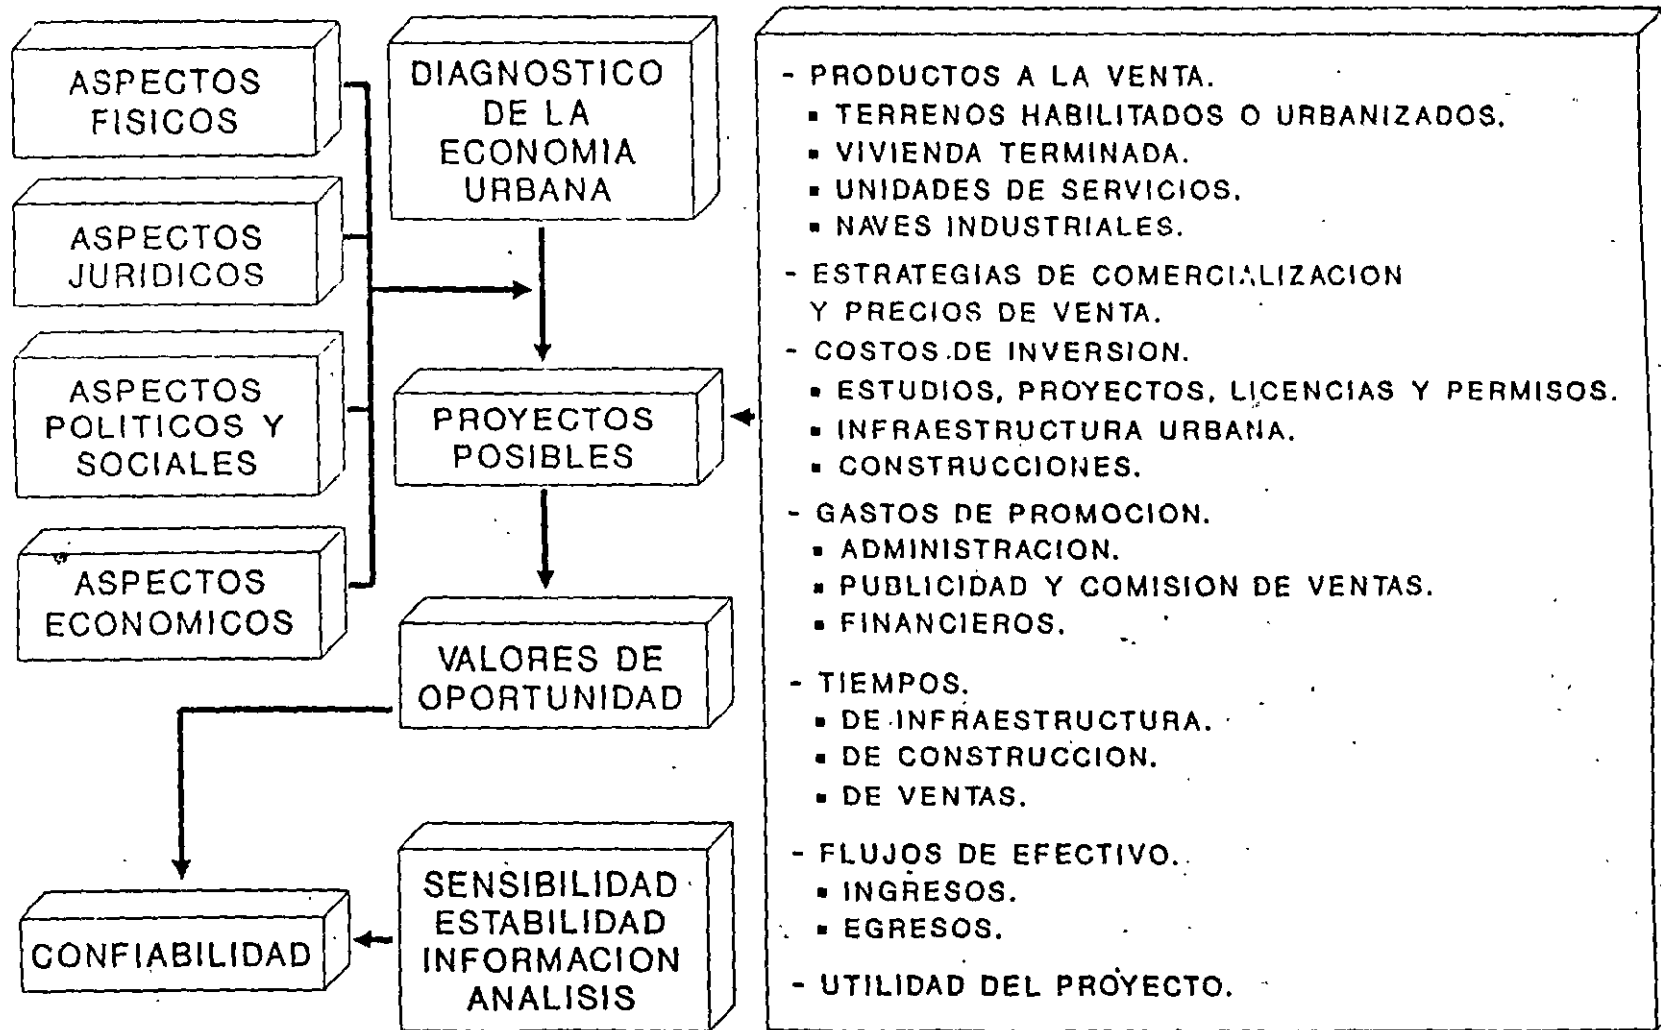 ASPECTOS
FISICOS
ASPECTOS
JURIDICOS
ASPECTOS
POLITICOS Y
SOCIALES
ASPECTOS
ECONOMICOS
DIAGNOSTICO
DE LA
ECONOMIA
URBANA
PROYECTOS
POSIBLES
VALORES DE
OPORTUNIDAD
CONFIABILIDAD
SENSIBILIDAD
ESTABILIDAD
INFORMACION
ANALISIS
- PRODUCTOS A LA VENTA.
▪ TERRENOS HABILITADOS O URBANIZADOS.
▪ VIVIENDA TERMINADA.
▪ UNIDADES DE SERVICIOS.
▪ NAVES INDUSTRIALES.
- ESTRATEGIAS DE COMERCIALIZACION
Y PRECIOS DE VENTA.
- COSTOS DE INVERSION.
▪ ESTUDIOS, PROYECTOS, LICENCIAS Y PERMISOS.
▪ INFRAESTRUCTURA URBANA.
▪ CONSTRUCCIONES.
- GASTOS DE PROMOCION.
▪ ADMINISTRACION.
▪ PUBLICIDAD Y COMISION DE VENTAS.
▪ FINANCIEROS.
- TIEMPOS.
▪ DE INFRAESTRUCTURA.
▪ DE CONSTRUCCION.
▪ DE VENTAS.
- FLUJOS DE EFECTIVO.
▪ INGRESOS.
▪ EGRESOS.
- UTILIDAD DEL PROYECTO.